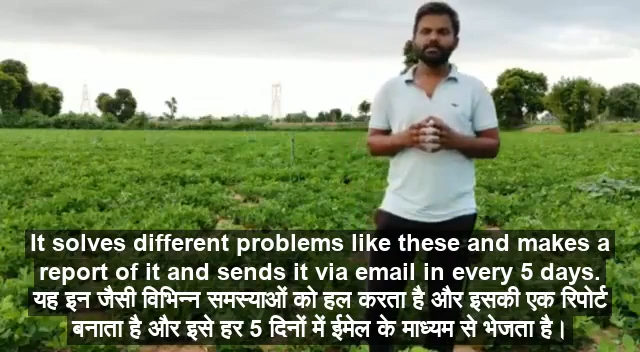 It solves different problems like these and makes a
report of it and sends it via email in every 5 days.
यह इन जैसी विभिन्न समस्याओं को हल करता है और इसकी एक रिपोर्ट
बनाता है और इसे हर 5 दिनों में ईमेल के माध्यम से भेजता है।